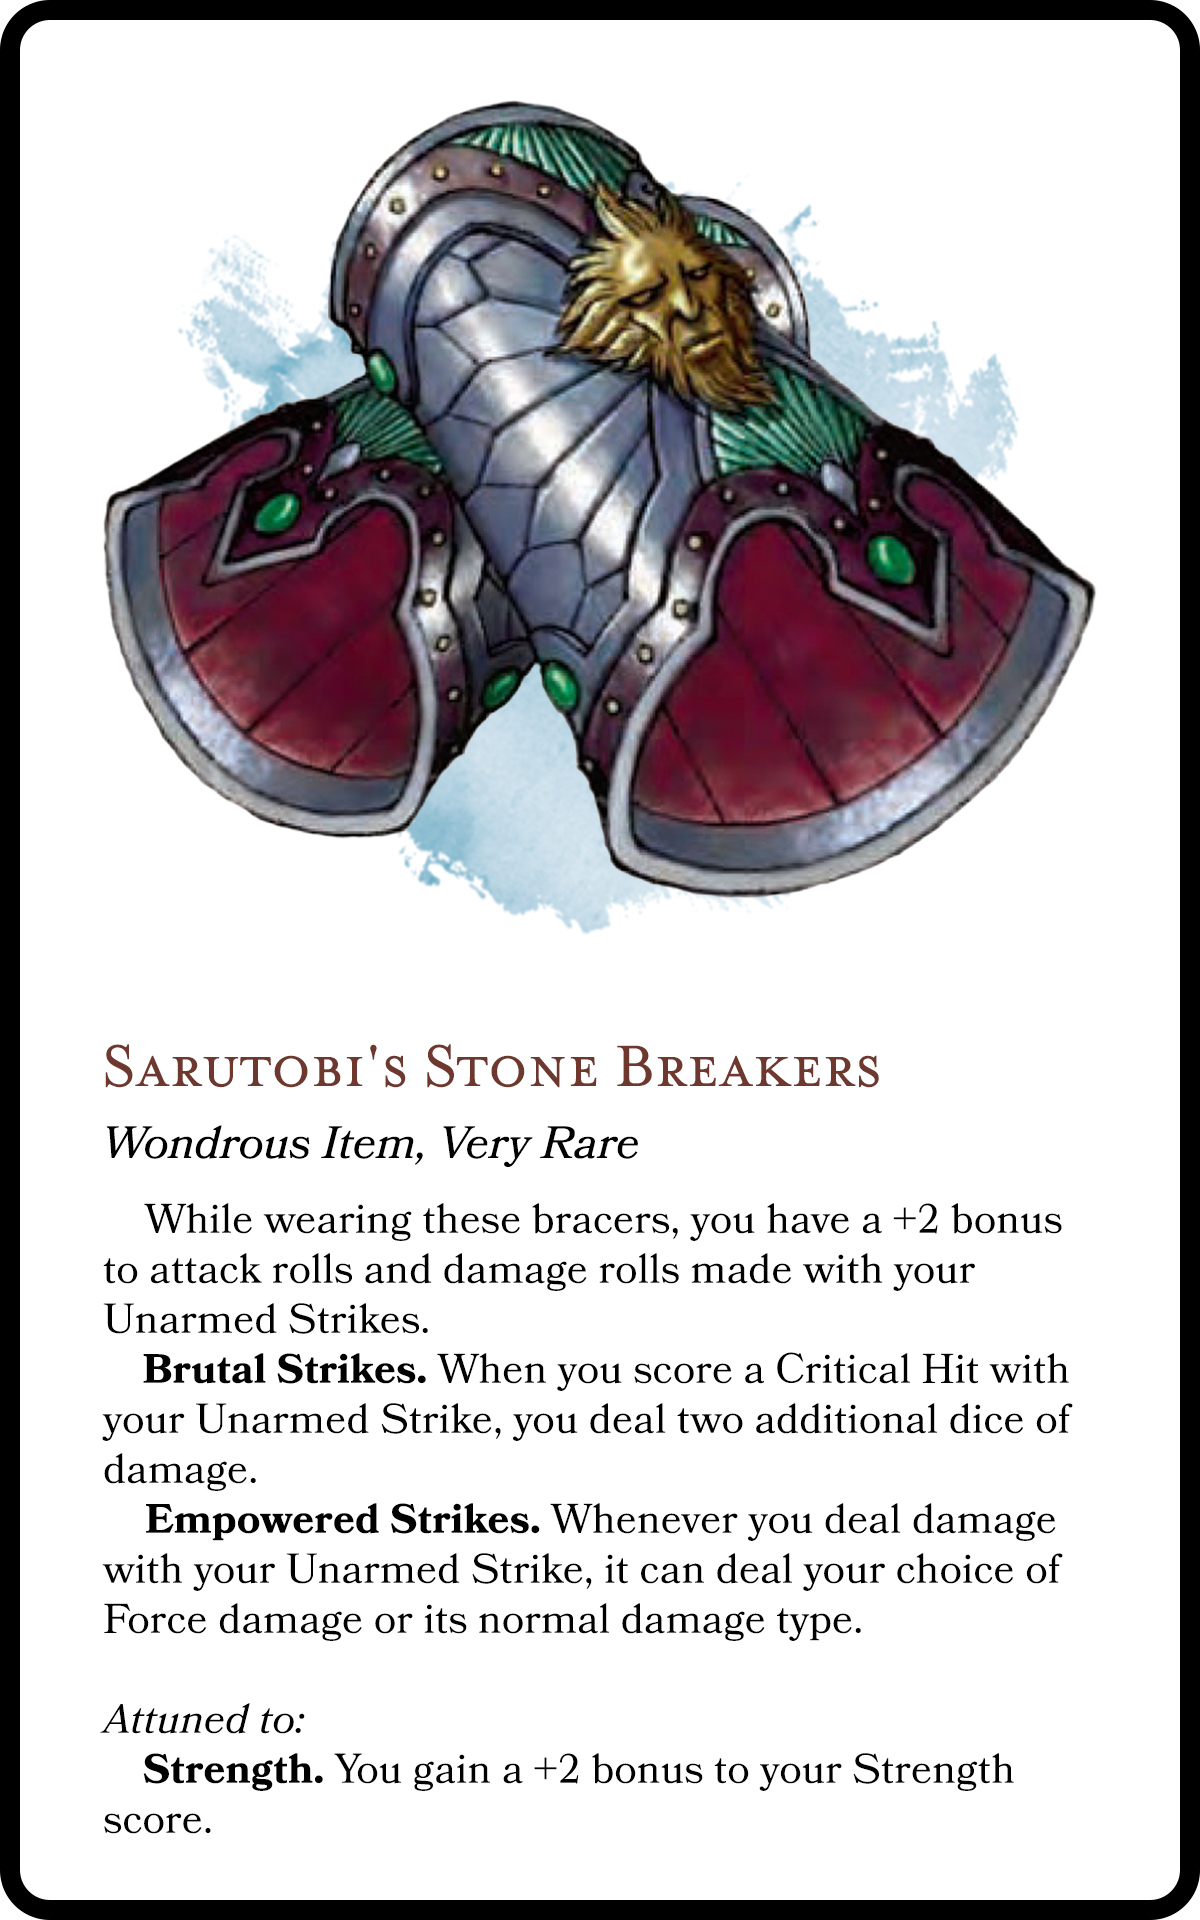 Sarutobi's Stone Breakers
Wondrous Item, Very Rare
While wearing these bracers, you have a +2 bonus
to attack rolls and damage rolls made with your
Unarmed Strikes.
Brutal Strikes. When you score a Critical Hit with
your Unarmed Strike, you deal two additional dice of
damage.
Empowered Strikes. Whenever you deal damage
with your Unarmed Strike, it can deal your choice of
Force damage or its normal damage type.
Attuned to:
Strength. You gain a +2 bonus to your Strength
score.